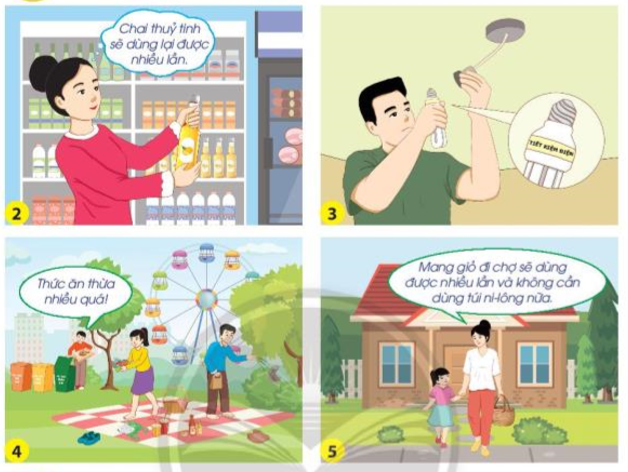 Chai thuỷ tinh
sẽ dùng lại được
nhiều lần.
2
TIẾT KIỆM ĐIỆN
3
Thức ăn thừa
nhiều quá!
4
Mang giỏ đi chợ sẽ dùng
được nhiều lần và không cần
dùng túi ni-lông nữa.
5